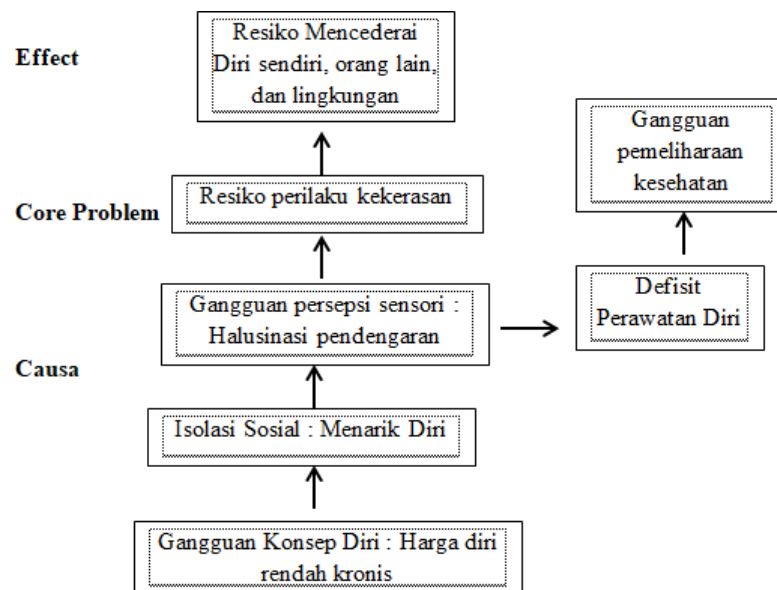 Effect
Resiko Mencederai
Diri sendiri, orang lain,
dan lingkungan
Gangguan
pemeliharaan
kesehatan
Core Problem
Resiko perilaku kekerasan
Gangguan persepsi sensori :
Halusinasi pendengaran
Defisit
Perawatan Diri
Causa
Isolasi Sosial : Menarik Diri
Gangguan Konsep Diri : Harga diri
rendah kronis